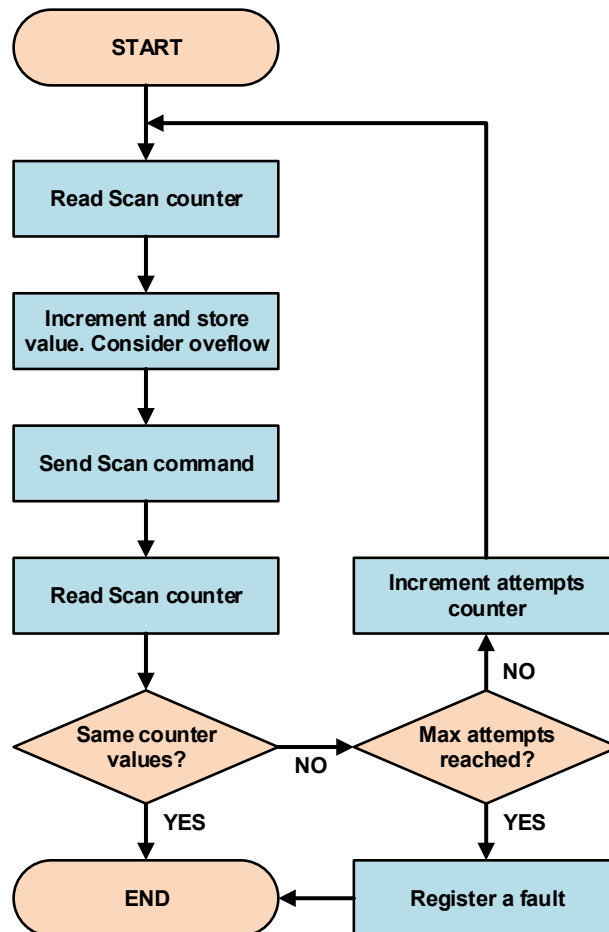 START
Read Scan counter
Increment and store
value. Consider oveflow
Send Scan command
Read Scan counter
Increment attempts
counter
NO
Same counter
values?
NO
Max attempts
reached?
YES
YES
END
Register a fault